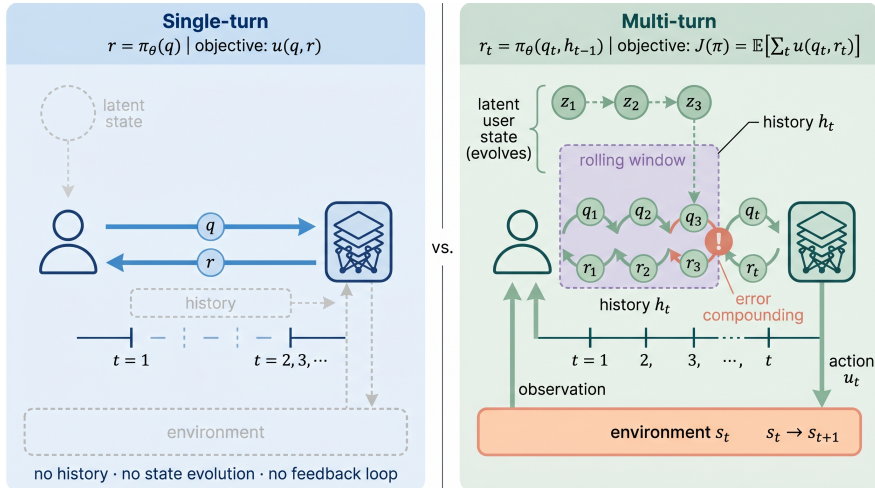 Single-turn
r = π_θ(q) | objective: u(q, r)
latent
state
q
r
history
t = 1
t = 2, 3, ⋯
environment
no history · no state evolution · no feedback loop
vs.
Multi-turn
r_t = π_θ(q_t, h_{t−1}) | objective: J(π) = 𝔼[∑_t u(q_t, r_t)]
latent
user
state
(evolves)
z_1
z_2
z_3
history h_t
rolling window
q_1
q_2
q_3
q_t
!
r_1
r_2
r_3
r_t
history h_t
error
compounding
t = 1
2,
3,
⋯,
t
observation
action
u_t
environment s_t
s_t → s_{t+1}